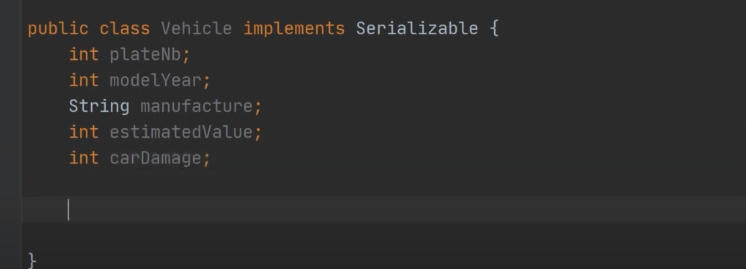 public class Vehicle implements Serializable {
int plateNb;
int modelYear;
String manufacture;
int estimatedValue;
int carDamage;
}